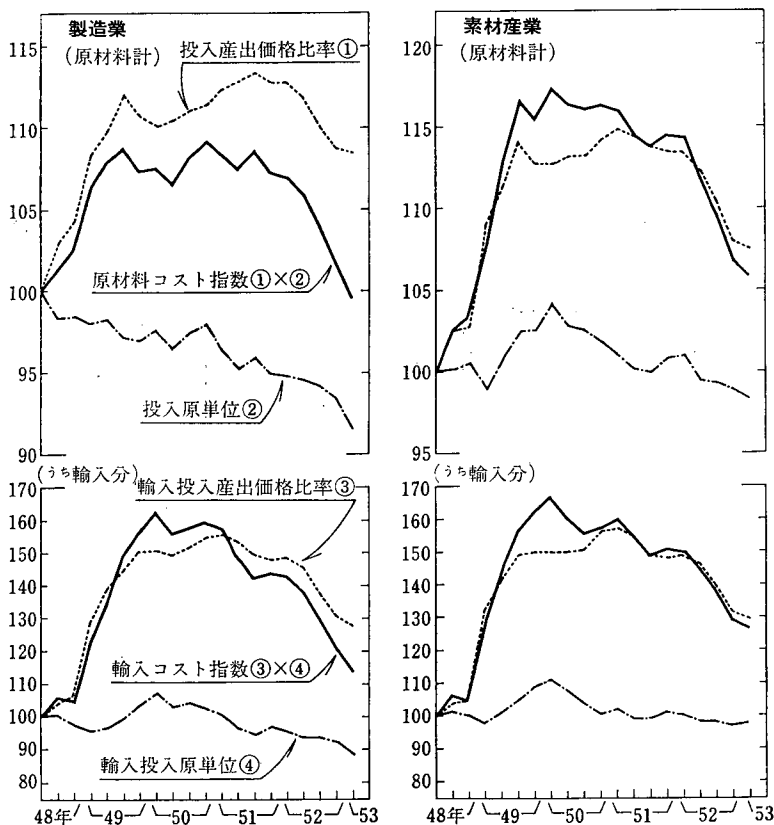 製造業
(原材料計)
投入産出価格比率①
115
110
105
100
95
90
原材料コスト指数①×②
投入原単位②
素材産業
(原材料計)
120
115
110
105
100
95
(うち輸入分)
輸入投入産出価格比率③
170
160
150
140
130
120
110
100
90
80
輸入コスト指数③×④
輸入投入原単位④
48年 49 50 51 52 53
(うち輸入分)
170
160
150
140
130
120
110
100
90
80
48年 49 50 51 52 53